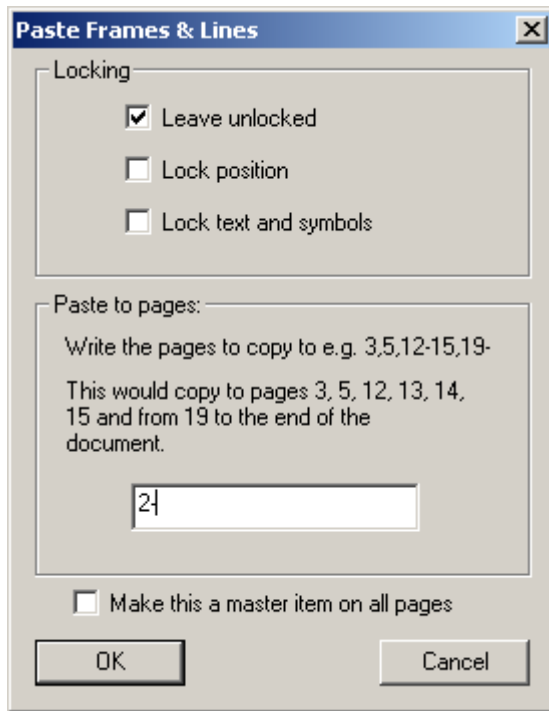 Paste Frames & Lines
Locking
Leave unlocked
Lock position
Lock text and symbols
Paste to pages:
Write the pages to copy to e.g. 3,5,12-15,19-
This would copy to pages 3, 5, 12, 13, 14,
15 and from 19 to the end of the
document.
2-
Make this a master item on all pages
OK
Cancel